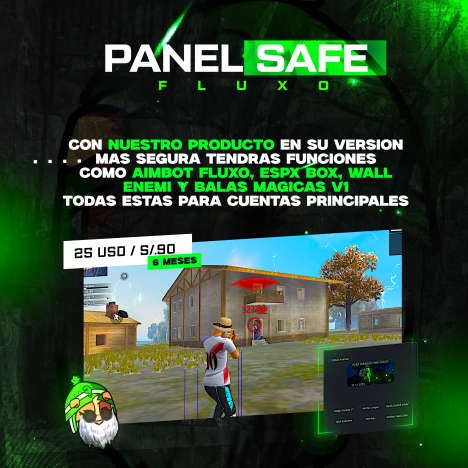 PANEL SAFE
FLUXO
CON NUESTRO PRODUCTO EN SU VERSION
.... MAS SEGURA TENDRAS FUNCIONES
COMO AIMBOT FLUXO, ESPX BOX, WALL
ENEMI Y BALAS MAGICAS V1
TODAS ESTAS PARA CUENTAS PRINCIPALES
25 USD / S/.90
6 MESES